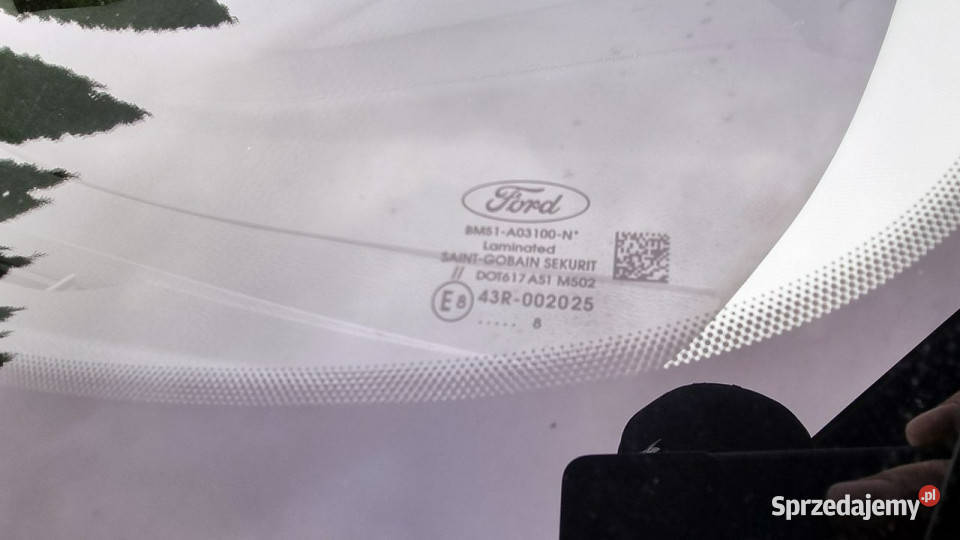 Ford
BM51-A03100-N*
Laminated
SAINT-GOBAIN SEKURIT
//
DOT617 AS1 M502
E8 43R-002025
..... 8
Sprzedajemy.pl